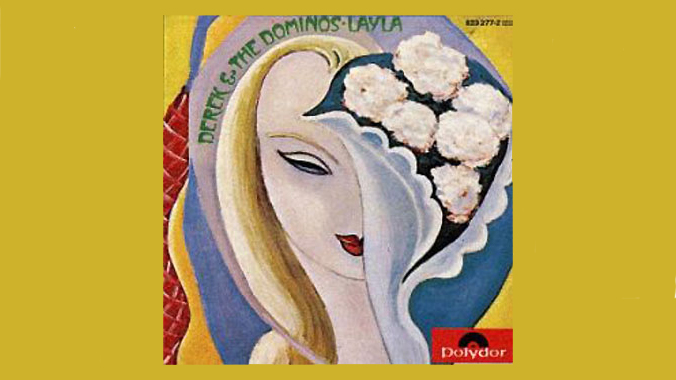 DEREK & THE DOMINOS · LAYLA
823 277-2
polydor